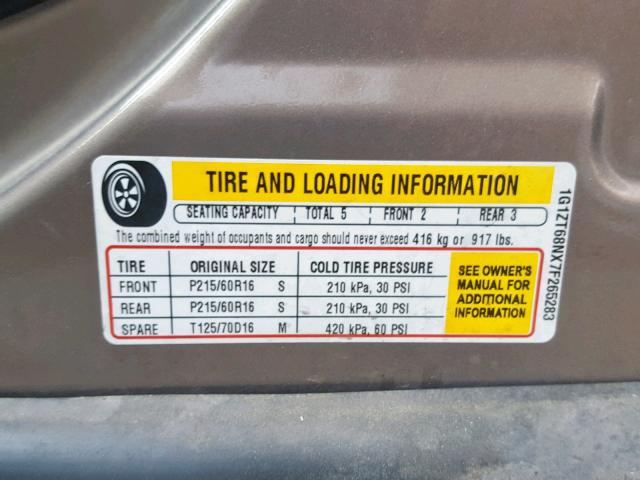 TIRE AND LOADING INFORMATION
SEATING CAPACITY TOTAL 5 FRONT 2 REAR 3
The combined weight of occupants and cargo should never exceed 416 kg or 917 lbs.
TIRE ORIGINAL SIZE COLD TIRE PRESSURE
FRONT P215/60R16 S 210 kPa, 30 PSI
REAR P215/60R16 S 210 kPa, 30 PSI
SPARE T125/70D16 M 420 kPa, 60 PSI
SEE OWNER'S
MANUAL FOR
ADDITIONAL
INFORMATION
1G1ZT68NX7F265283